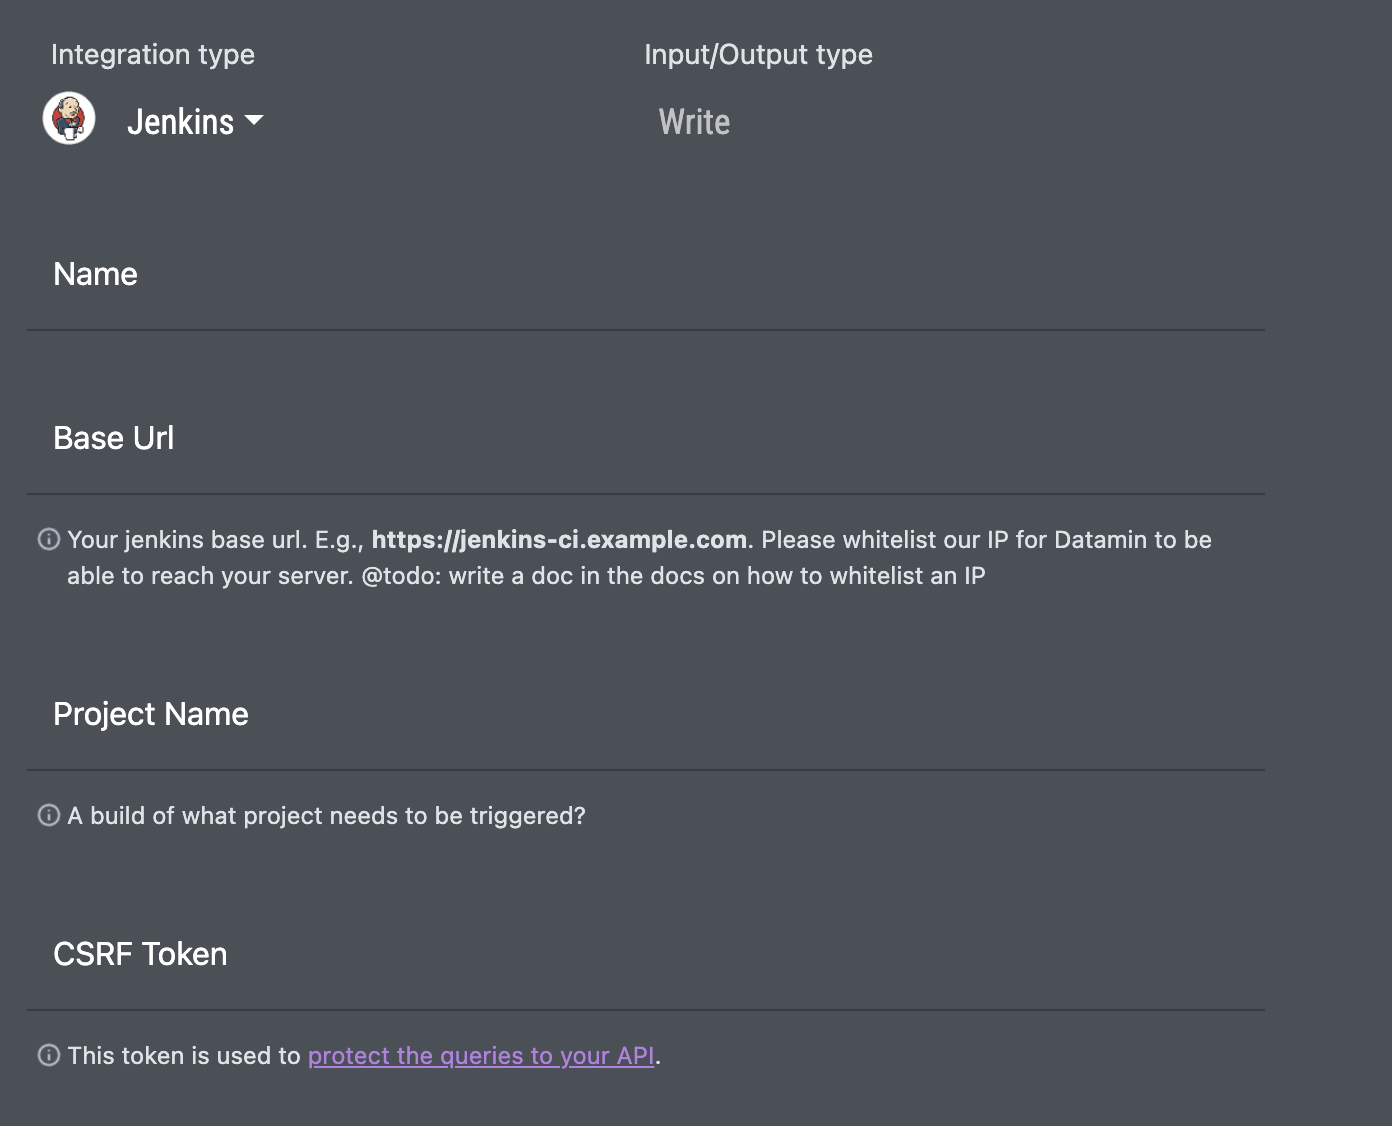 Integration type
Input/Output type
Jenkins
Write
Name
Base Url
Your jenkins base url. E.g., https://jenkins-ci.example.com. Please whitelist our IP for Datamin to be
able to reach your server. @todo: write a doc in the docs on how to whitelist an IP
Project Name
A build of what project needs to be triggered?
CSRF Token
This token is used to protect the queries to your API.